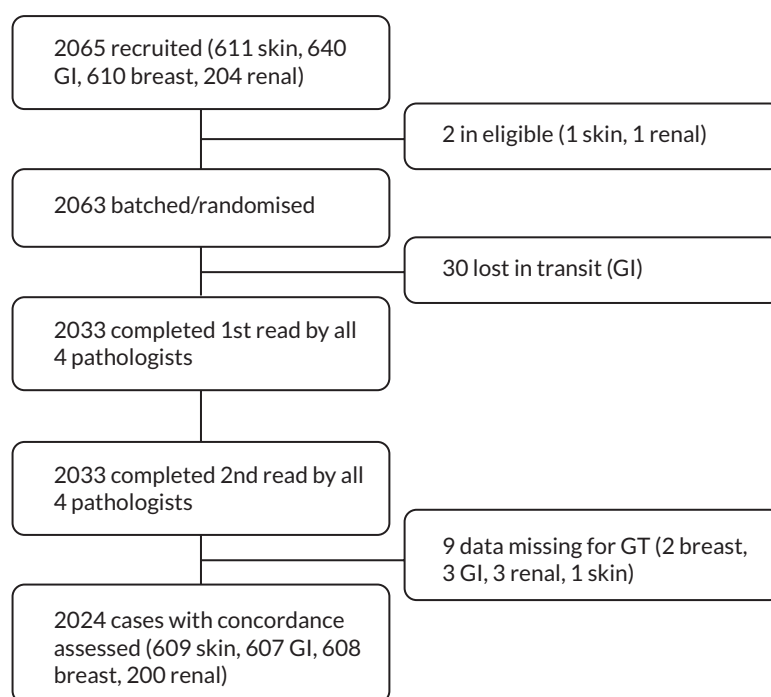 2065 recruited (611 skin, 640
GI, 610 breast, 204 renal)
2 in eligible (1 skin, 1 renal)
2063 batched/randomised
30 lost in transit (GI)
2033 completed 1st read by all
4 pathologists
2033 completed 2nd read by all
4 pathologists
9 data missing for GT (2 breast,
3 GI, 3 renal, 1 skin)
2024 cases with concordance
assessed (609 skin, 607 GI, 608
breast, 200 renal)